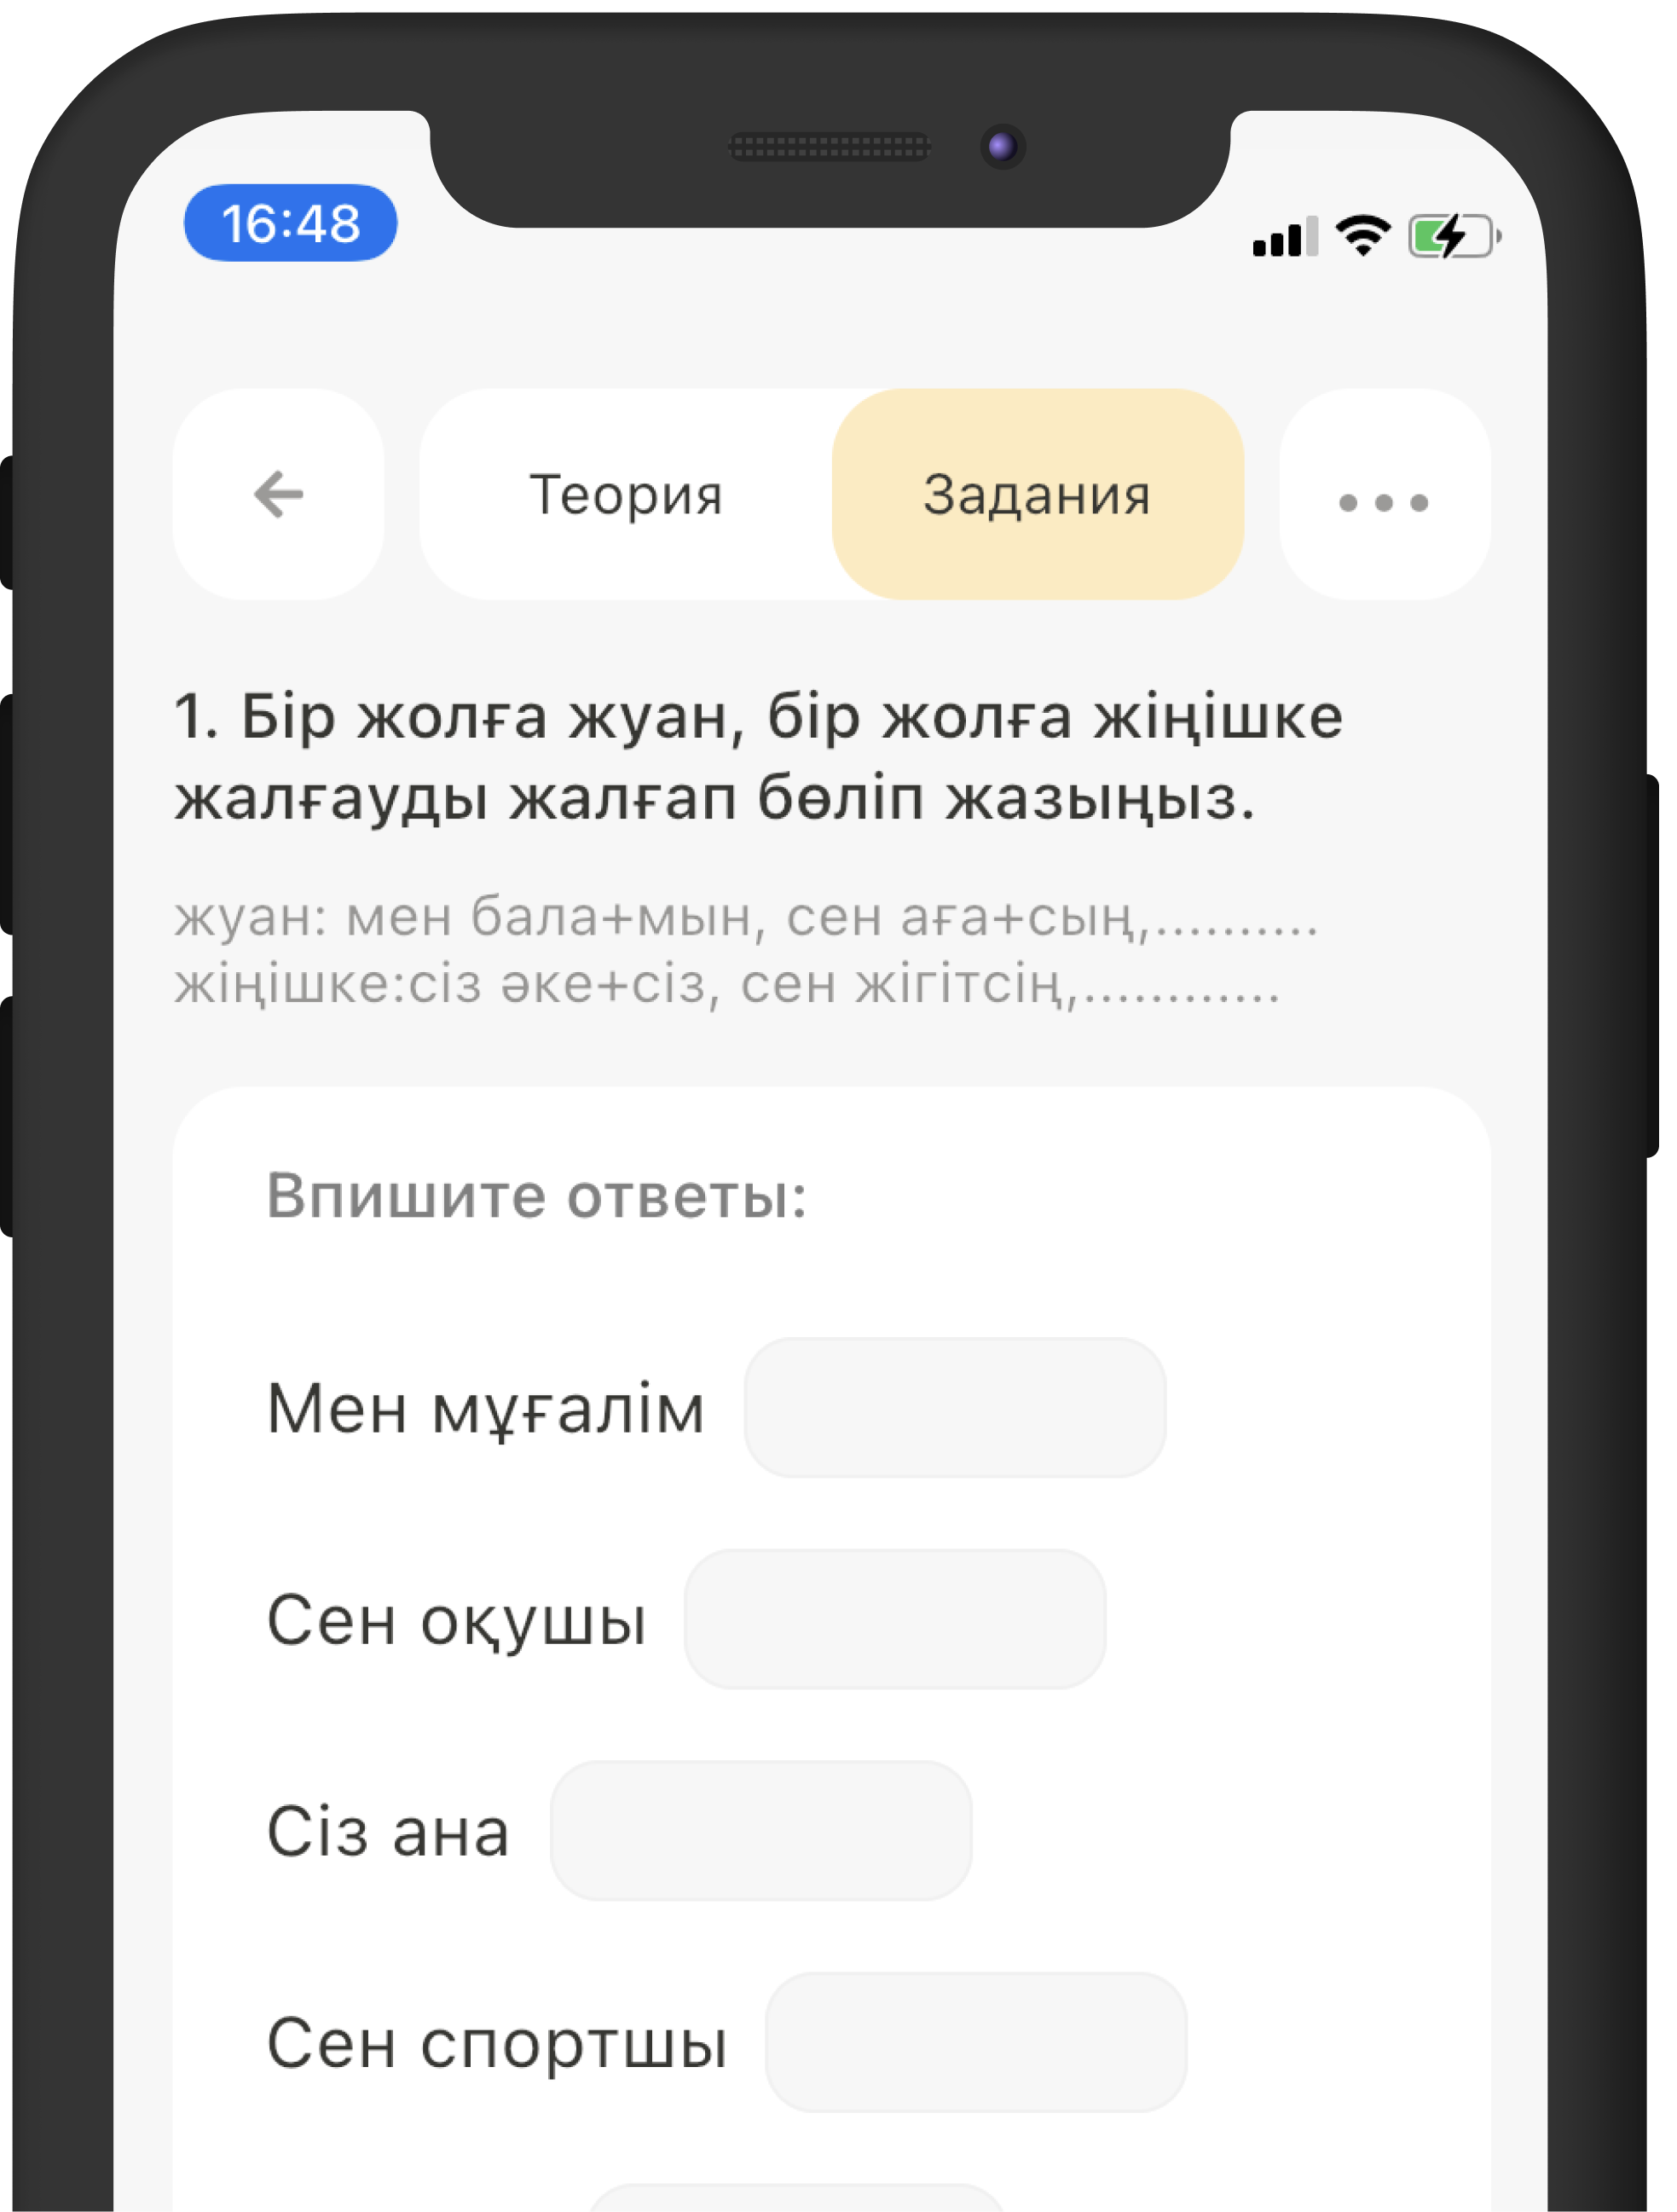 16:48
Теория
Задания
1. Бір жолға жуан, бір жолға жіңішке
жалғауды жалғап бөліп жазыңыз.
жуан: мен бала+мын, сен аға+сың,..........
жіңішке:сіз әке+сіз, сен жігітсің,............
Впишите ответы:
Мен мұғалім
Сен оқушы
Сіз ана
Сен спортшы